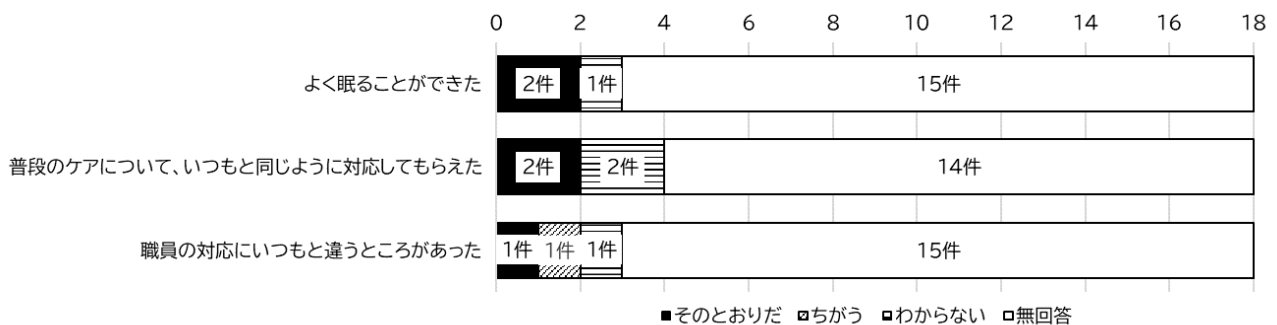 0 2 4 6 8 10 12 14 16 18
よく眠ることができた 2件 1件 15件
普段のケアについて、いつもと同じように対応してもらえた 2件 2件 14件
職員の対応にいつもと違うところがあった 1件 1件 1件 15件
そのとおりだ ちがう わからない 無回答